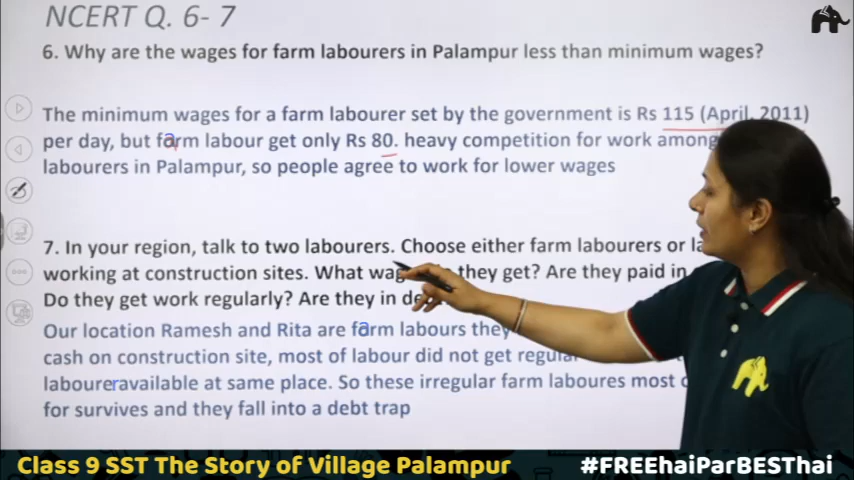 NCERT Q. 6- 7
6. Why are the wages for farm labourers in Palampur less than minimum wages?
The minimum wages for a farm labourer set by the government is Rs 115 (April, 2011)
per day, but farm labour get only Rs 80. heavy competition for work among
labourers in Palampur, so people agree to work for lower wages
7. In your region, talk to two labourers. Choose either farm labourers or
working at construction sites. What they get? Are they paid in
Do they get work regularly? Are they in
Our location Ramesh and Rita are farm labours they
cash on construction site, most of labour did not get
labourer available at same place. So these irregular farm laboures most
for survives and they fall into a debt trap
Class 9 SST The Story of Village Palampur
#FREEhaiParBESThai